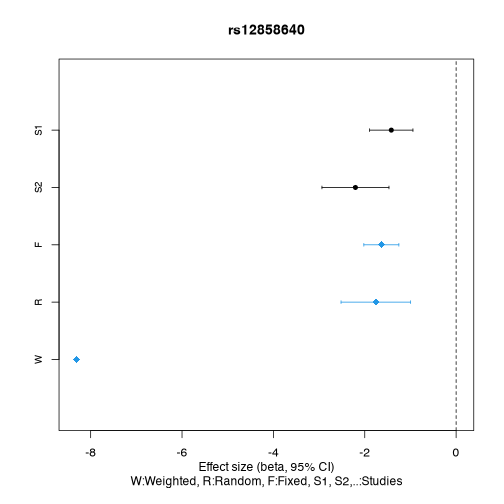 rs12858640
S1
S2
F
R
W
-8 -6 -4 -2 0
Effect size (beta, 95% CI)
W:Weighted, R:Random, F:Fixed, S1, S2,..:Studies